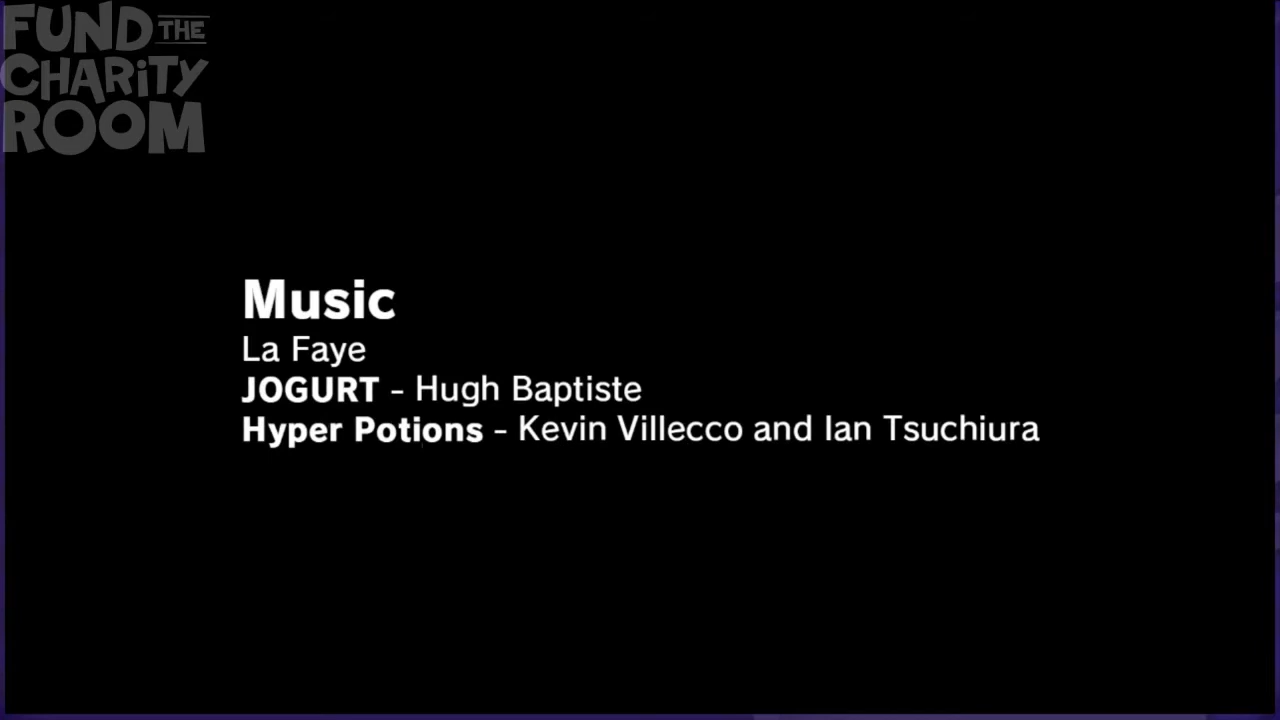 FUND THE
CHARITY
ROOM
Music
La Faye
JOGURT - Hugh Baptiste
Hyper Potions - Kevin Villecco and Ian Tsuchiura